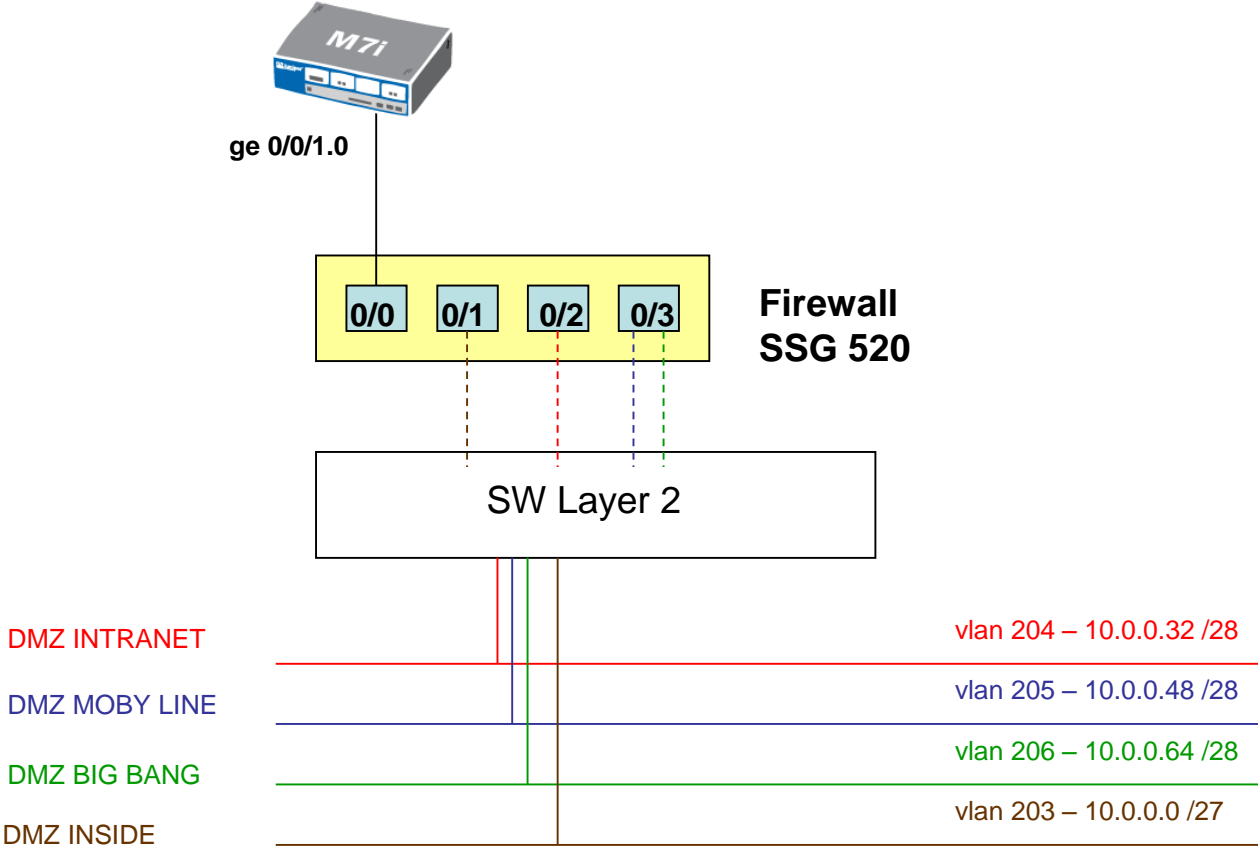 M7i
Juniper
ge 0/0/1.0
0/0
0/1
0/2
0/3
Firewall
SSG 520
SW Layer 2
DMZ INTRANET
vlan 204 – 10.0.0.32 /28
DMZ MOBY LINE
vlan 205 – 10.0.0.48 /28
DMZ BIG BANG
vlan 206 – 10.0.0.64 /28
DMZ INSIDE
vlan 203 – 10.0.0.0 /27